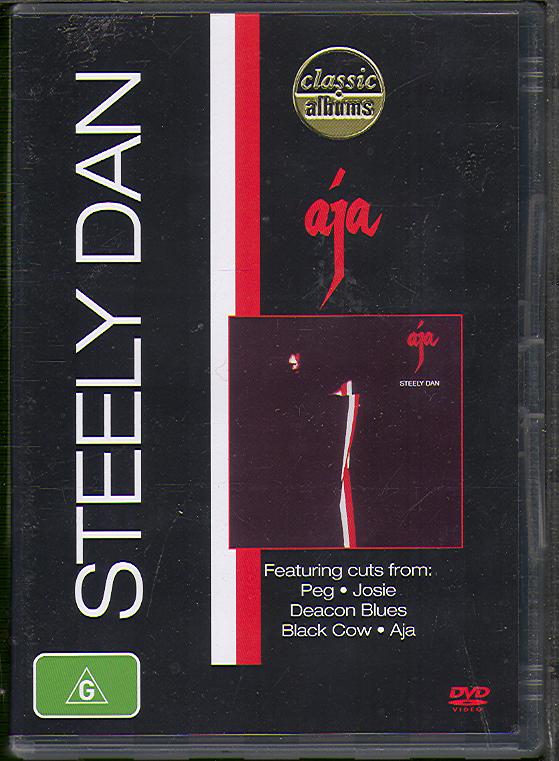 STEELY DAN
classic
albums
aja
aja
STEELY DAN
Featuring cuts from:
Peg • Josie
Deacon Blues
Black Cow • Aja
G
DVD
VIDEO